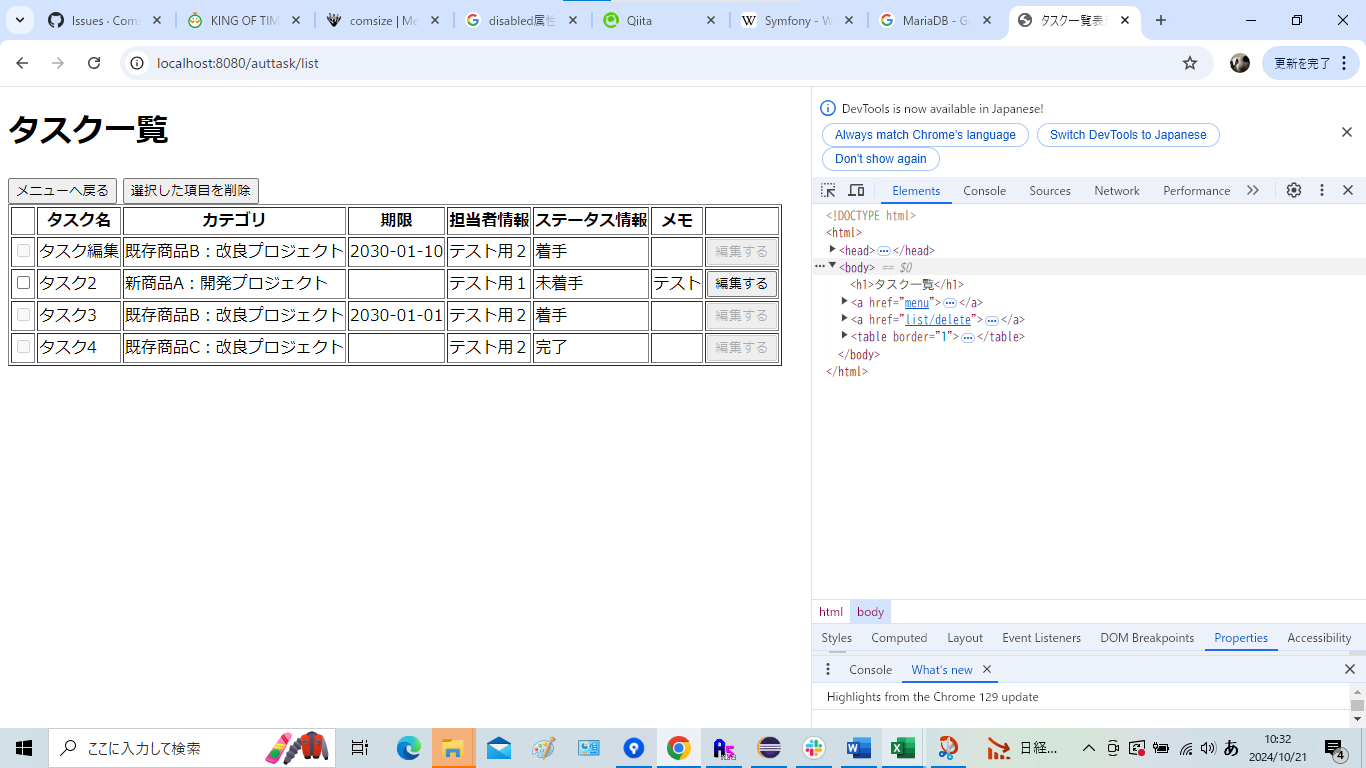 Issues · Com
KING OF TIM
comsize | Me
disabled属性
Qiita
Symfony - W
MariaDB - G
タスク一覧表
localhost:8080/auttask/list
更新を完了
タスク一覧
メニューへ戻る 選択した項目を削除
タスク名 カテゴリ 期限 担当者情報 ステータス情報 メモ
タスク編集 既存商品B：改良プロジェクト 2030-01-10 テスト用２ 着手 編集する
タスク2 新商品A：開発プロジェクト テスト用１ 未着手 テスト 編集する
タスク3 既存商品B：改良プロジェクト 2030-01-01 テスト用２ 着手 編集する
タスク4 既存商品C：改良プロジェクト テスト用２ 完了 編集する
DevTools is now available in Japanese!
Always match Chrome's language Switch DevTools to Japanese
Don't show again
Elements Console Sources Network Performance
<!DOCTYPE html>
<html>
<head>…</head>
<body> == $0
<h1>タスク一覧</h1>
<a href="menu">…</a>
<a href="list/delete">…</a>
<table border="1">…</table>
</body>
</html>
html body
Styles Computed Layout Event Listeners DOM Breakpoints Properties Accessibility
Console What's new
Highlights from the Chrome 129 update
ここに入力して検索
日経...
あ
10:32
2024/10/21
4